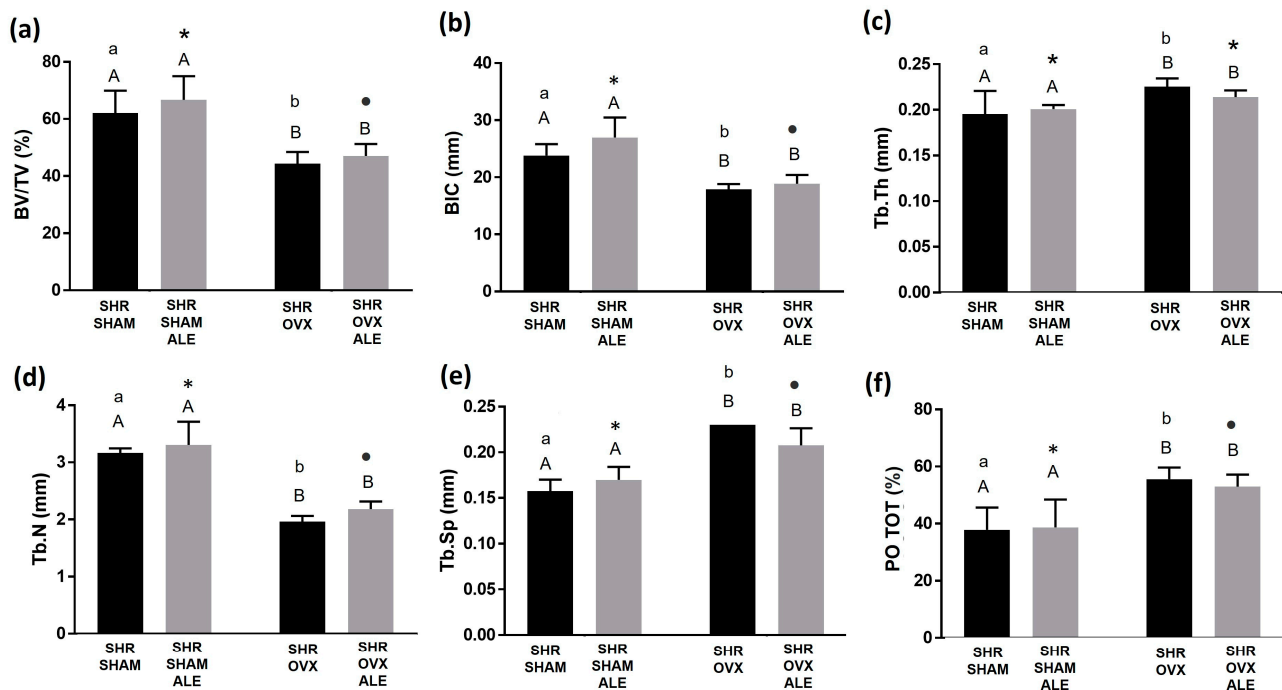 (a)
BV/TV (%)
80
60
40
20
0
a
A
*
A
b
B
●
B
SHR
SHAM
SHR
SHAM
ALE
SHR
OVX
SHR
OVX
ALE
(b)
BIC (mm)
40
30
20
10
0
a
A
*
A
b
B
●
B
SHR
SHAM
SHR
SHAM
ALE
SHR
OVX
SHR
OVX
ALE
(c)
Tb.Th (mm)
0.25
0.20
0.15
0.10
0.05
0.00
a
A
*
A
b
B
*
B
SHR
SHAM
SHR
SHAM
ALE
SHR
OVX
SHR
OVX
ALE
(d)
Tb.N (mm)
4
3
2
1
0
a
A
*
A
b
B
●
B
SHR
SHAM
SHR
SHAM
ALE
SHR
OVX
SHR
OVX
ALE
(e)
Tb.Sp (mm)
0.25
0.20
0.15
0.10
0.05
0.00
a
A
*
A
b
B
●
B
SHR
SHAM
SHR
SHAM
ALE
SHR
OVX
SHR
OVX
ALE
(f)
PO_TOT (%)
80
60
40
20
0
a
A
*
A
b
B
●
B
SHR
SHAM
SHR
SHAM
ALE
SHR
OVX
SHR
OVX
ALE